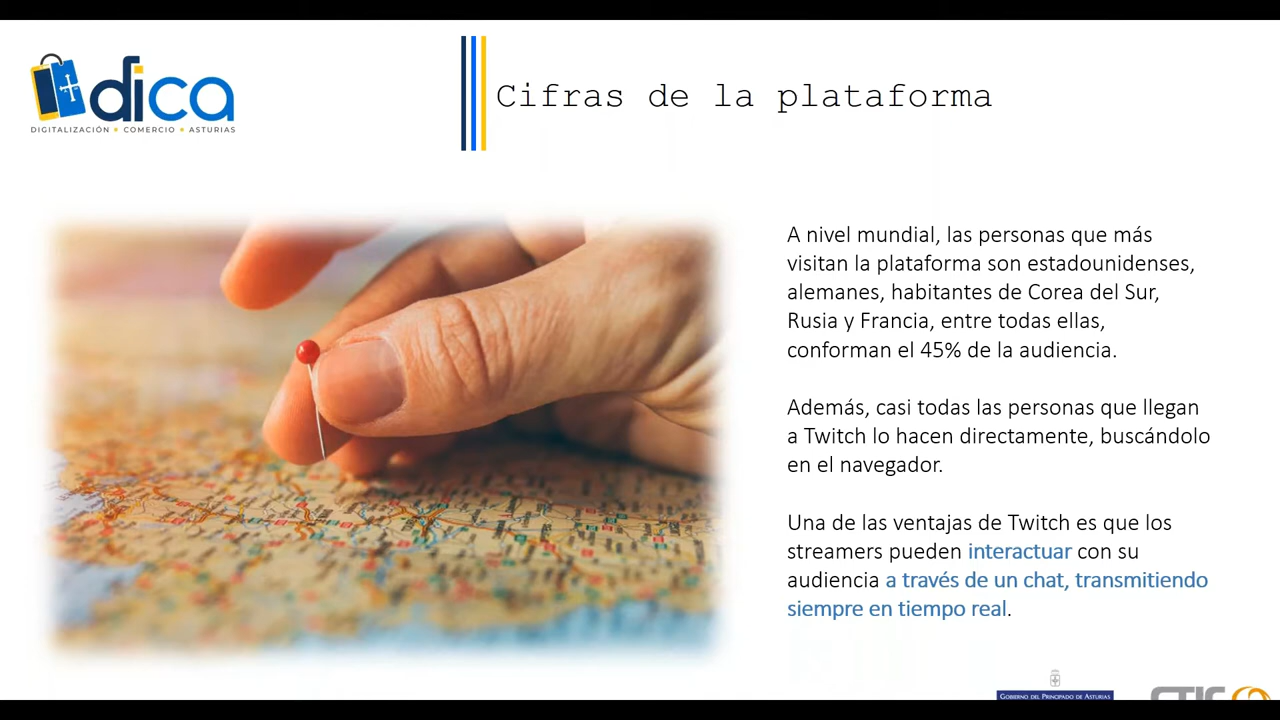 dica
DIGITALIZACIÓN • COMERCIO • ASTURIAS
Cifras de la plataforma
A nivel mundial, las personas que más
visitan la plataforma son estadounidenses,
alemanes, habitantes de Corea del Sur,
Rusia y Francia, entre todas ellas,
conforman el 45% de la audiencia.
Además, casi todas las personas que llegan
a Twitch lo hacen directamente, buscándolo
en el navegador.
Una de las ventajas de Twitch es que los
streamers pueden interactuar con su
audiencia a través de un chat, transmitiendo
siempre en tiempo real.
GOBIERNO DEL PRINCIPADO DE ASTURIAS